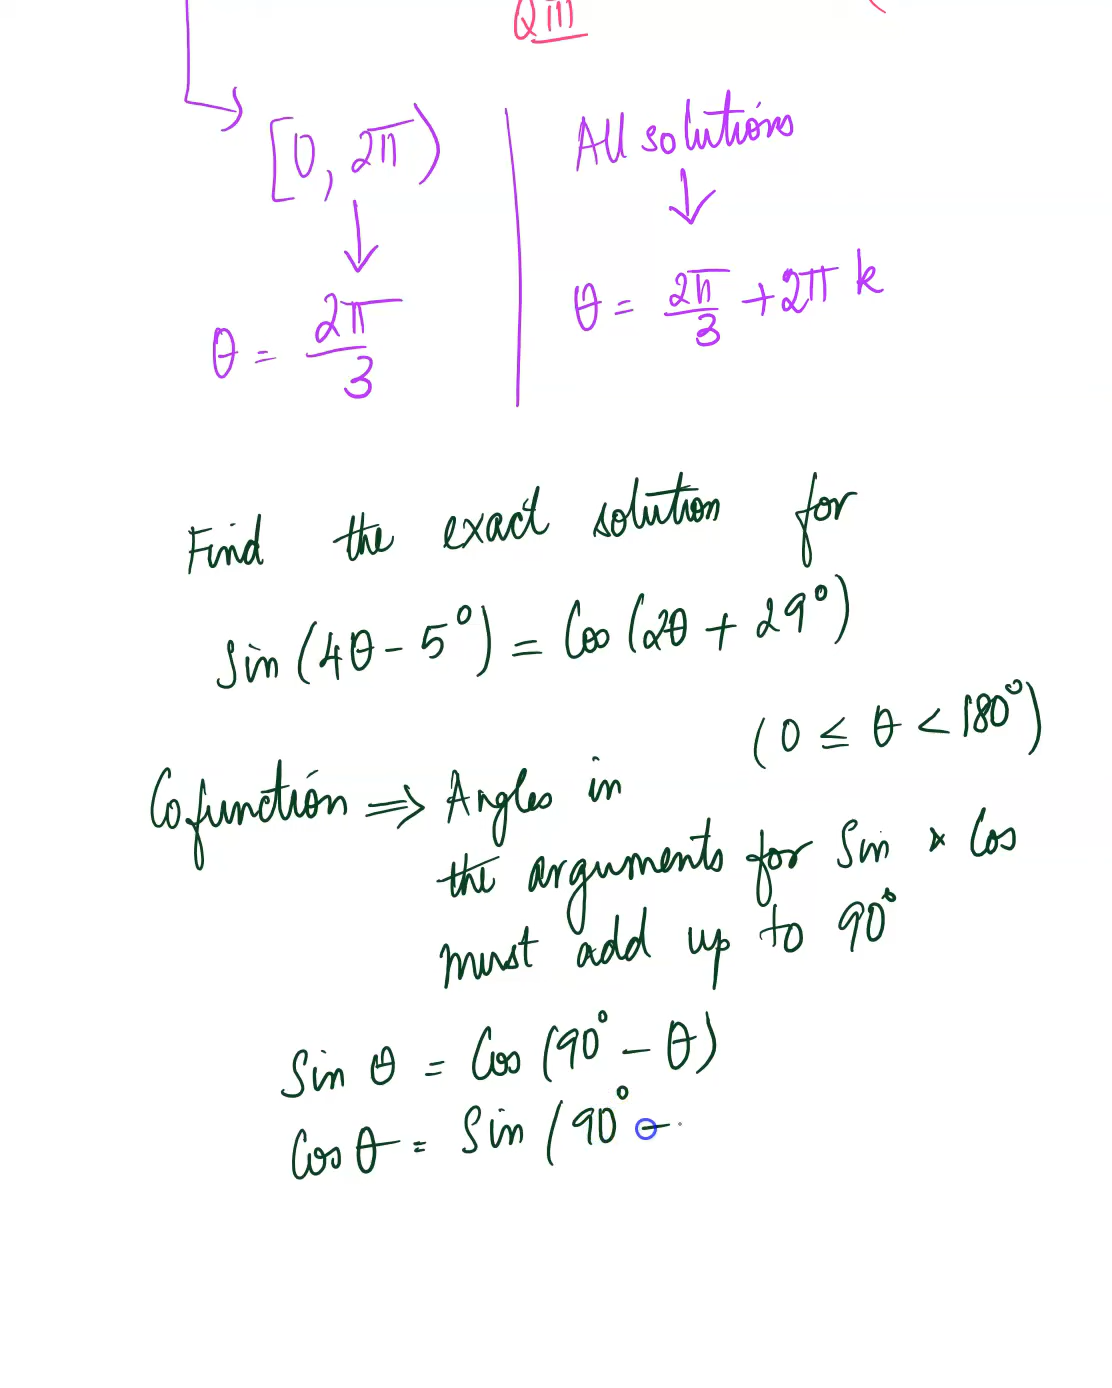 QIII
[0, 2π)
All solutions
θ = 2π/3
θ = 2π/3 + 2π k
Find the exact solution for
Sin (4θ - 5°) = Cos (2θ + 29°)
(0 ≤ θ < 180°)
Cofunction ⇒ Angles in
the arguments for Sin & Cos
must add up to 90°
Sin θ = Cos (90° - θ)
Cos θ = Sin (90° -